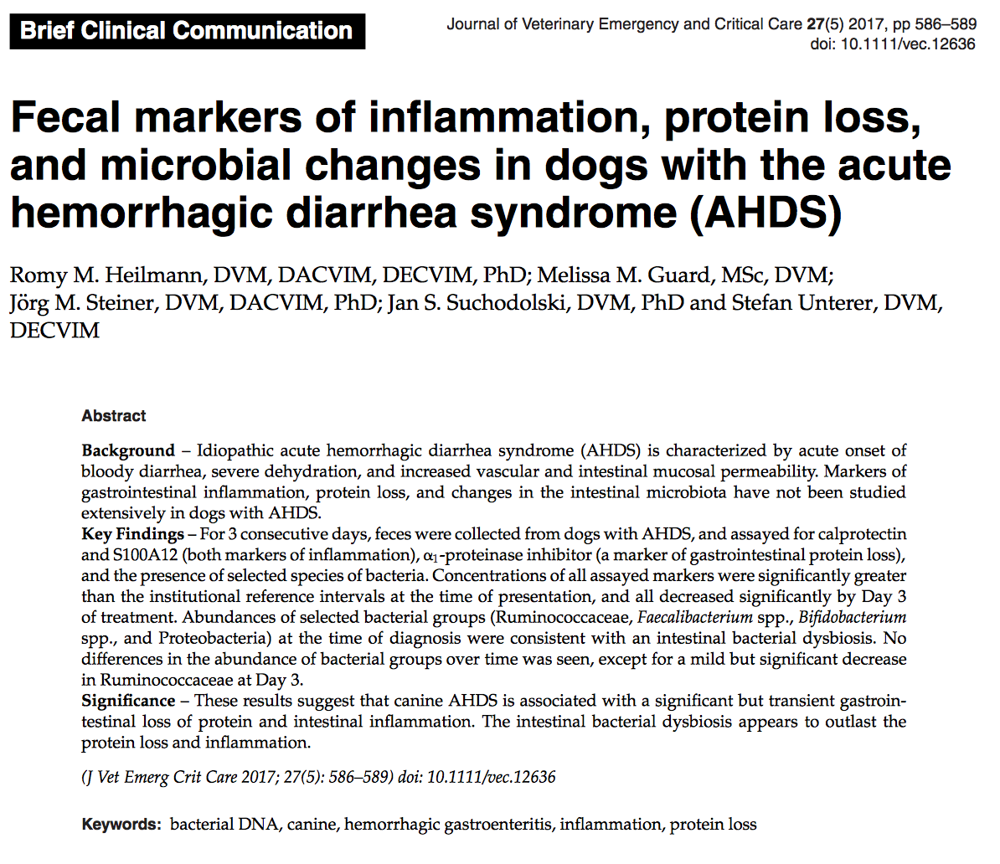 Brief Clinical Communication
Journal of Veterinary Emergency and Critical Care 27(5) 2017, pp 586–589
doi: 10.1111/vec.12636
Fecal markers of inflammation, protein loss,
and microbial changes in dogs with the acute
hemorrhagic diarrhea syndrome (AHDS)
Romy M. Heilmann, DVM, DACVIM, DECVIM, PhD; Melissa M. Guard, MSc, DVM;
Jörg M. Steiner, DVM, DACVIM, PhD; Jan S. Suchodolski, DVM, PhD and Stefan Unterer, DVM,
DECVIM
Abstract
Background – Idiopathic acute hemorrhagic diarrhea syndrome (AHDS) is characterized by acute onset of
bloody diarrhea, severe dehydration, and increased vascular and intestinal mucosal permeability. Markers of
gastrointestinal inflammation, protein loss, and changes in the intestinal microbiota have not been studied
extensively in dogs with AHDS.
Key Findings – For 3 consecutive days, feces were collected from dogs with AHDS, and assayed for calprotectin
and S100A12 (both markers of inflammation), α₁-proteinase inhibitor (a marker of gastrointestinal protein loss),
and the presence of selected species of bacteria. Concentrations of all assayed markers were significantly greater
than the institutional reference intervals at the time of presentation, and all decreased significantly by Day 3
of treatment. Abundances of selected bacterial groups (Ruminococcaceae, Faecalibacterium spp., Bifidobacterium
spp., and Proteobacteria) at the time of diagnosis were consistent with an intestinal bacterial dysbiosis. No
differences in the abundance of bacterial groups over time was seen, except for a mild but significant decrease
in Ruminococcaceae at Day 3.
Significance – These results suggest that canine AHDS is associated with a significant but transient gastroin-
testinal loss of protein and intestinal inflammation. The intestinal bacterial dysbiosis appears to outlast the
protein loss and inflammation.
(J Vet Emerg Crit Care 2017; 27(5): 586–589) doi: 10.1111/vec.12636
Keywords: bacterial DNA, canine, hemorrhagic gastroenteritis, inflammation, protein loss